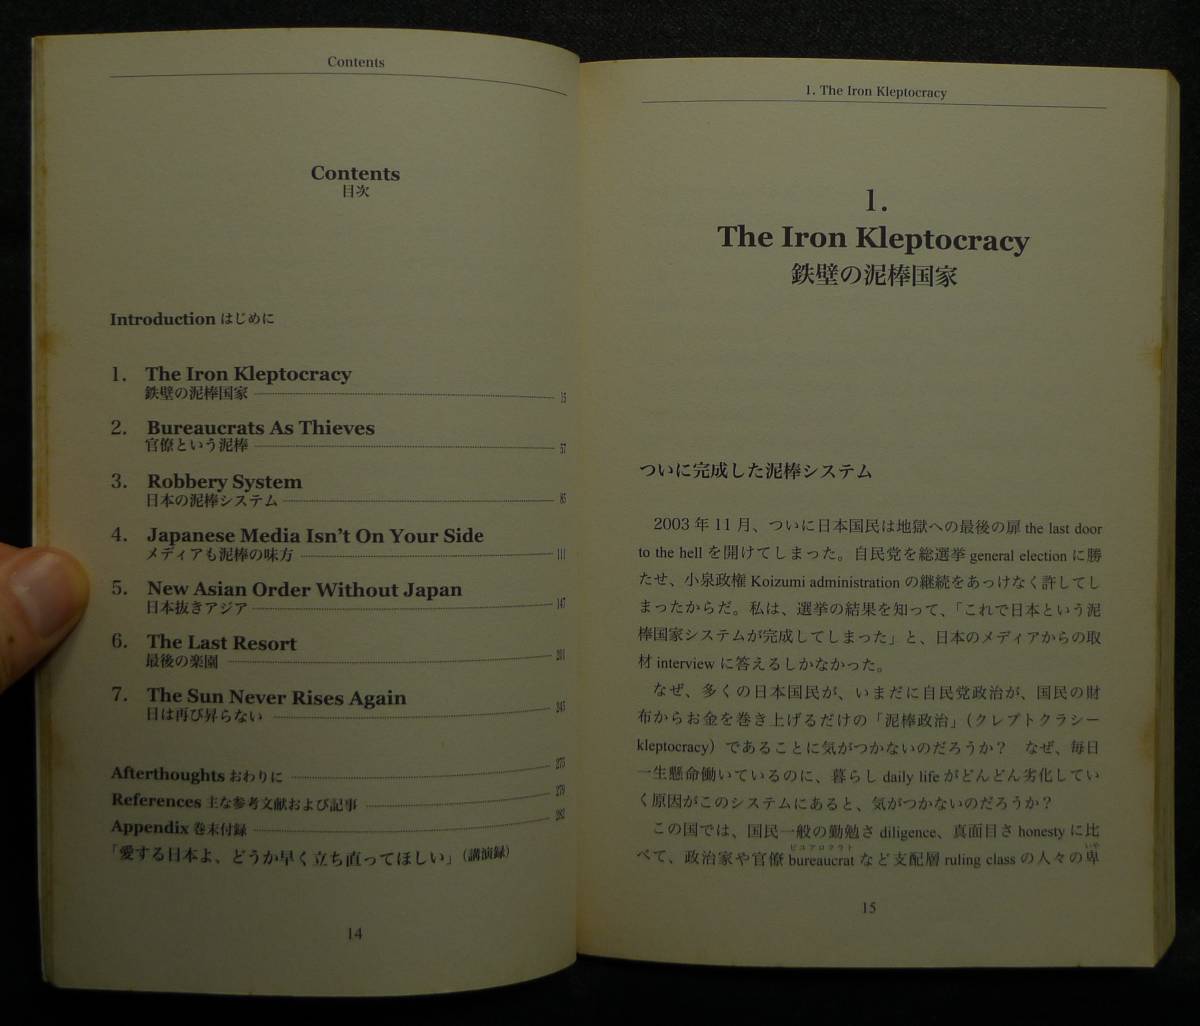 Contents
Contents
目次
Introduction はじめに
1. The Iron Kleptocracy
鉄壁の泥棒国家 15
2. Bureaucrats As Thieves
官僚という泥棒 57
3. Robbery System
日本の泥棒システム 85
4. Japanese Media Isn't On Your Side
メディアも泥棒の味方 111
5. New Asian Order Without Japan
日本抜きアジア 147
6. The Last Resort
最後の楽園 201
7. The Sun Never Rises Again
日は再び昇らない 245
Afterthoughts おわりに 275
References 主な参考文献および記事 279
Appendix 巻末付録 282
「愛する日本よ、どうか早く立ち直ってほしい」(講演録)
14
1. The Iron Kleptocracy
1.
The Iron Kleptocracy
鉄壁の泥棒国家
ついに完成した泥棒システム
2003年11月、ついに日本国民は地獄への最後の扉 the last door
to the hell を開けてしまった。自民党を総選挙 general election に勝
たせ、小泉政権 Koizumi administration の継続をあっけなく許してし
まったからだ。私は、選挙の結果を知って、「これで日本という泥
棒国家システムが完成してしまった」と、日本のメディアからの取
材 interview に答えるしかなかった。
なぜ、多くの日本国民が、いまだに自民党政治が、国民の財
布からお金を巻き上げるだけの「泥棒政治」(クレプトクラシー
kleptocracy)であることに気がつかないのだろうか? なぜ、毎日
一生懸命働いているのに、暮らし daily life がどんどん劣化してい
く原因がこのシステムにあると、気がつかないのだろうか?
この国では、国民一般の勤勉さ diligence、真面目さ honesty に比
ビュアロクラト いや
べて、政治家や官僚 bureaucrat など支配層 ruling class の人々の卑
15